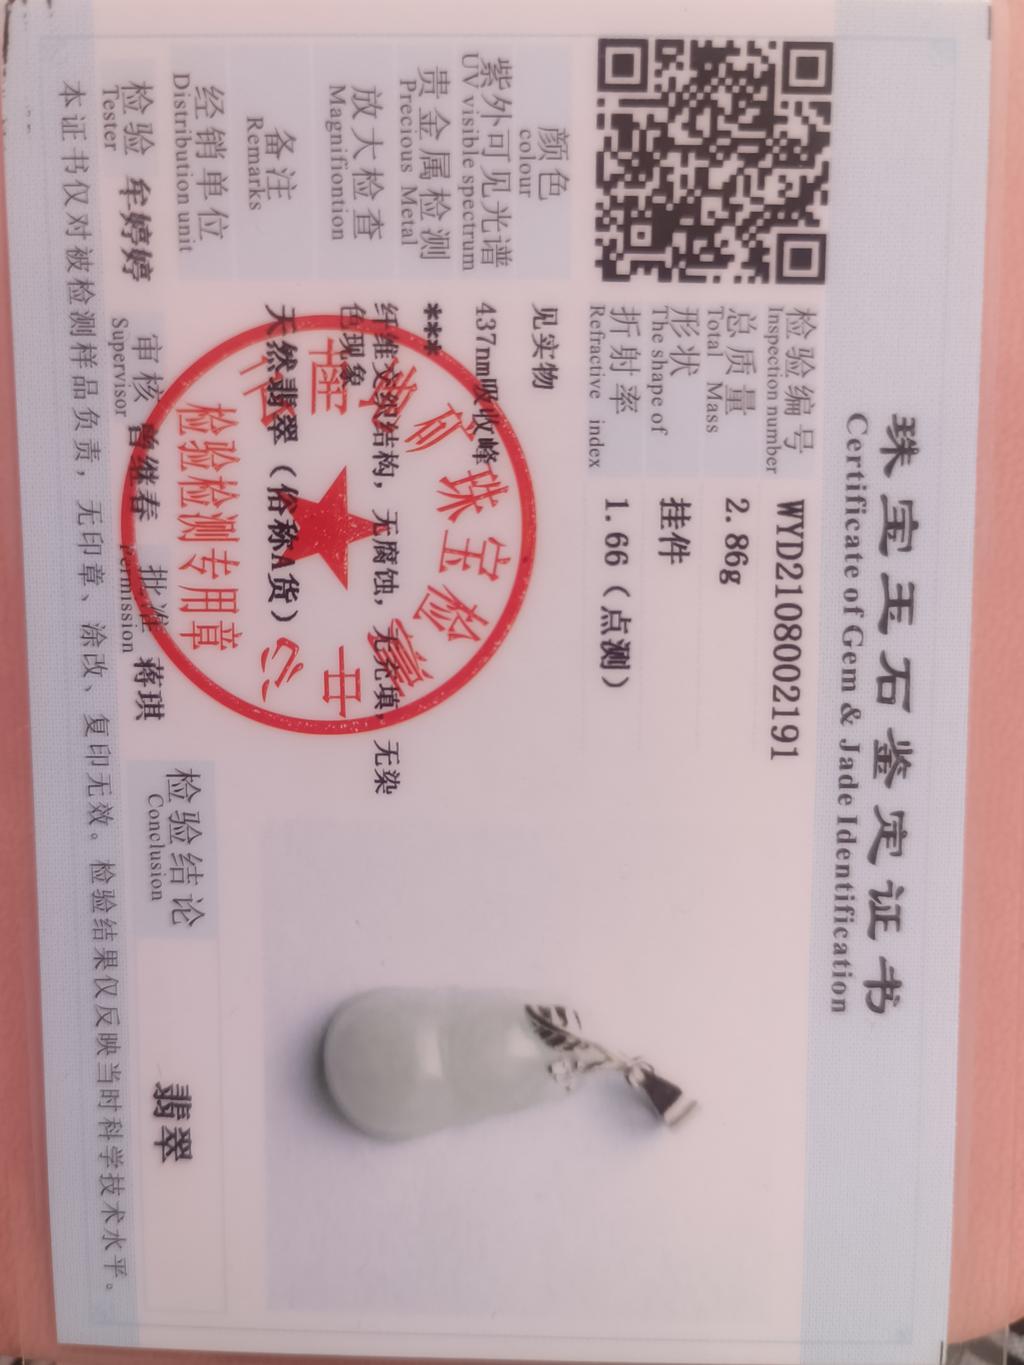 珠宝玉石鉴定证书
Certificate of Gem & Jade Identification
检验编号 WYD2108002191
Inspection number
总质量 2.86g
Total Mass
形状 挂件
The shape of
折射率 1.66（点测）
Refractive index
颜色 见实物
colour
紫外可见光谱 437nm吸收峰
UV visible spectrum
贵金属检测 ***
Precious Metal
放大检查 纤维交织结构，无腐蚀，无充填，无染
Magnifiontion 色现象
备注 天然翡翠（俗称A货）
Remarks
经销单位
Distribution unit
检验检测专用章
检验结论 翡翠
Conclusion
检验 牟婷婷 审核 曾继春 批准 蒋琪
Tester Supervisor permission
本证书仅对被检测样品负责，无印章、涂改、复印无效。检验结果仅反映当时科学技术水平。